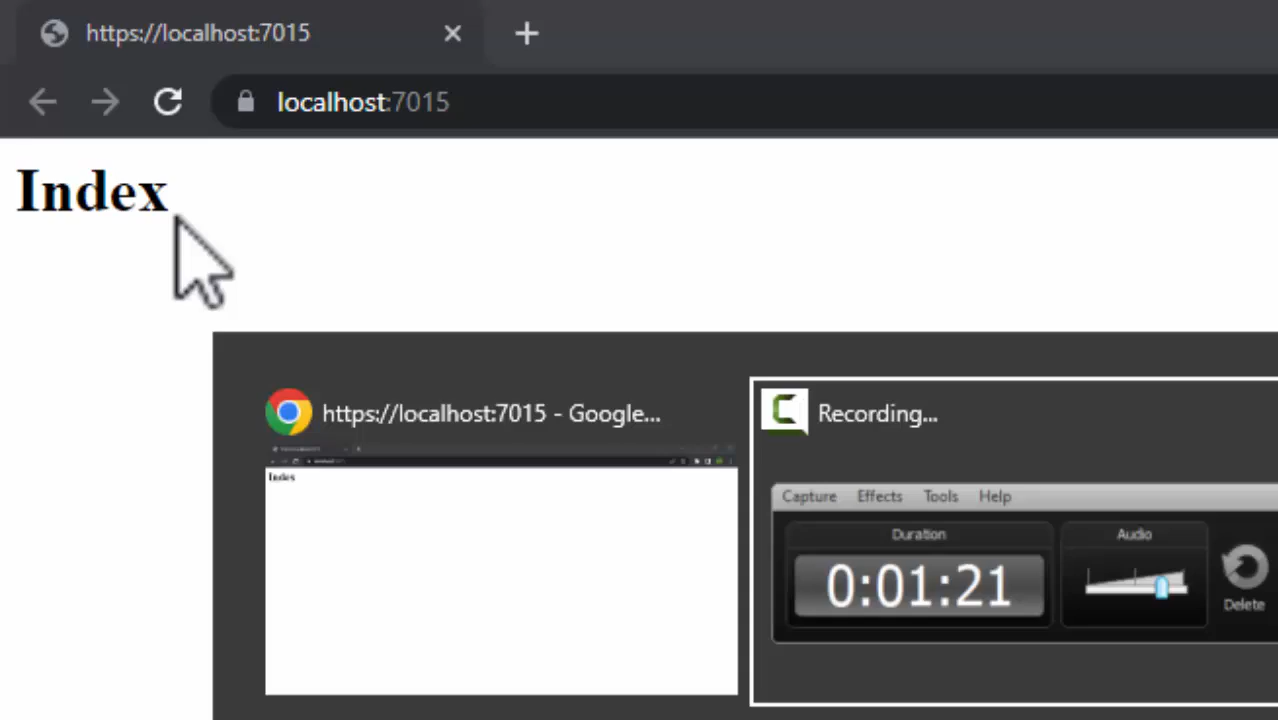 https://localhost:7015
localhost:7015
Index
https://localhost:7015 - Google...
Recording...
Index
Capture Effects Tools Help
Duration
Audio
0:01:21
Delete